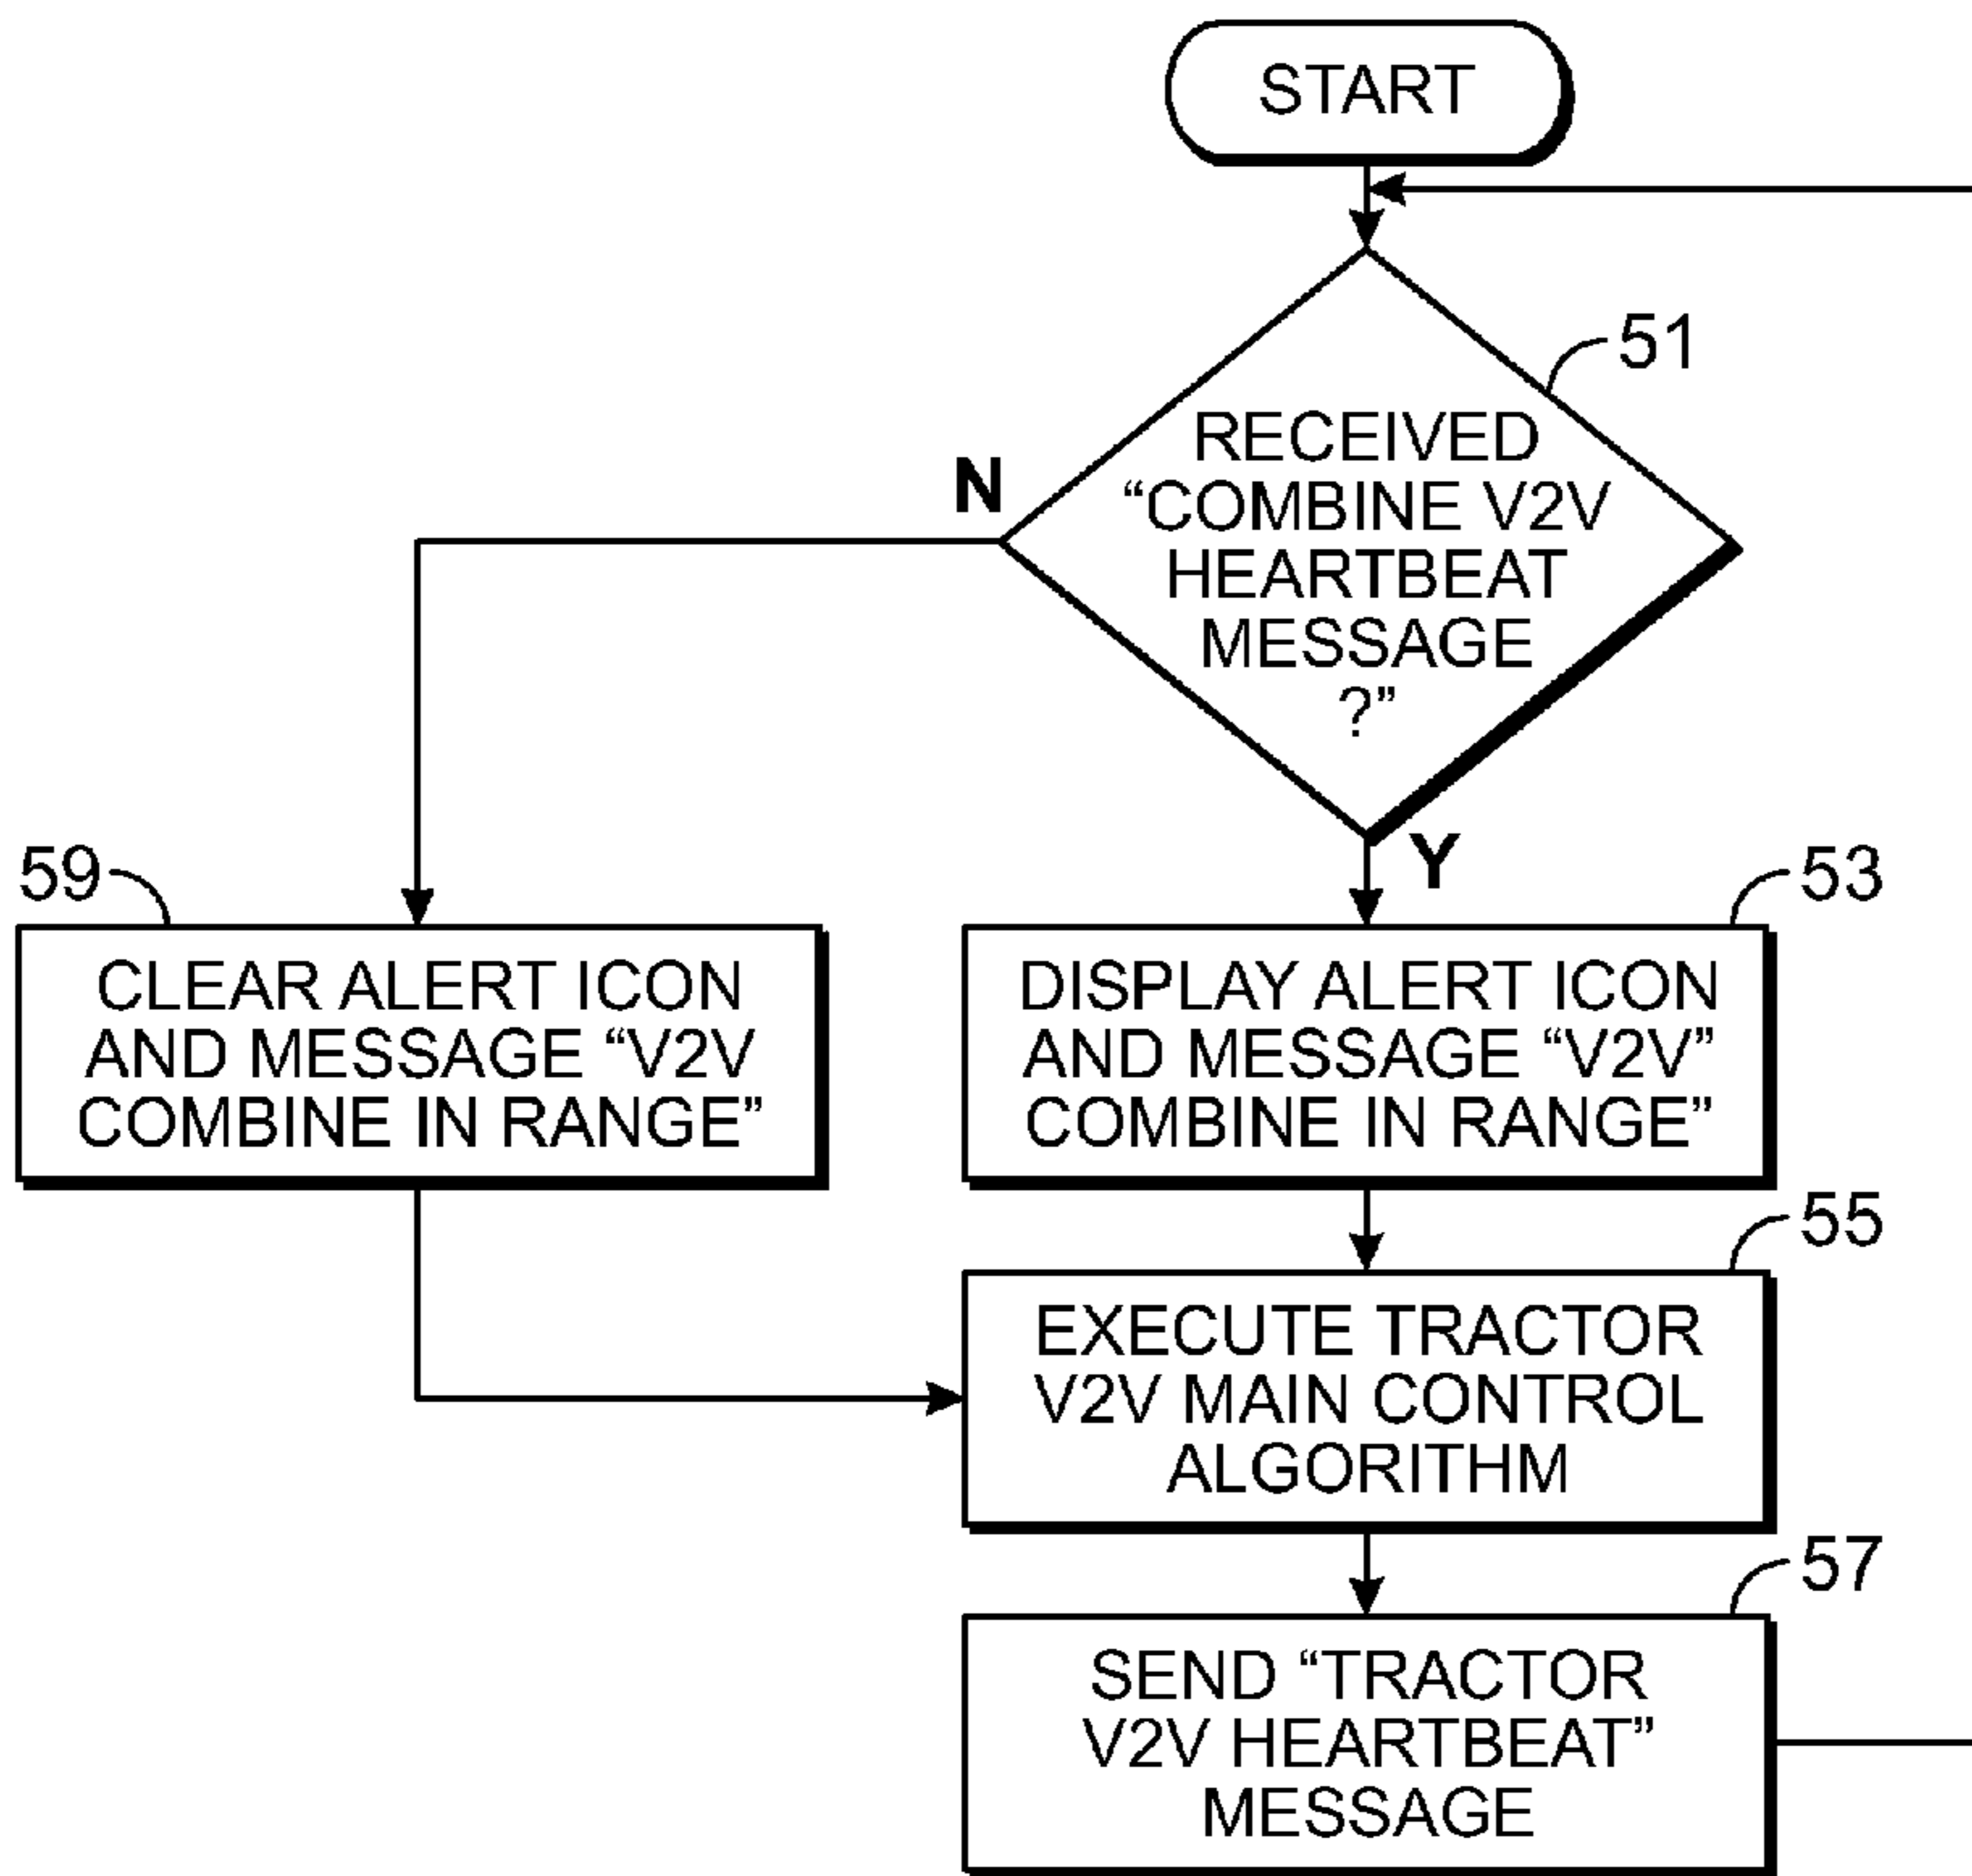 START
51
RECEIVED
“COMBINE V2V
HEARTBEAT
MESSAGE
?”
N
Y
59
CLEAR ALERT ICON
AND MESSAGE “V2V
COMBINE IN RANGE”
53
DISPLAY ALERT ICON
AND MESSAGE “V2V”
COMBINE IN RANGE”
55
EXECUTE TRACTOR
V2V MAIN CONTROL
ALGORITHM
57
SEND “TRACTOR
V2V HEARTBEAT”
MESSAGE